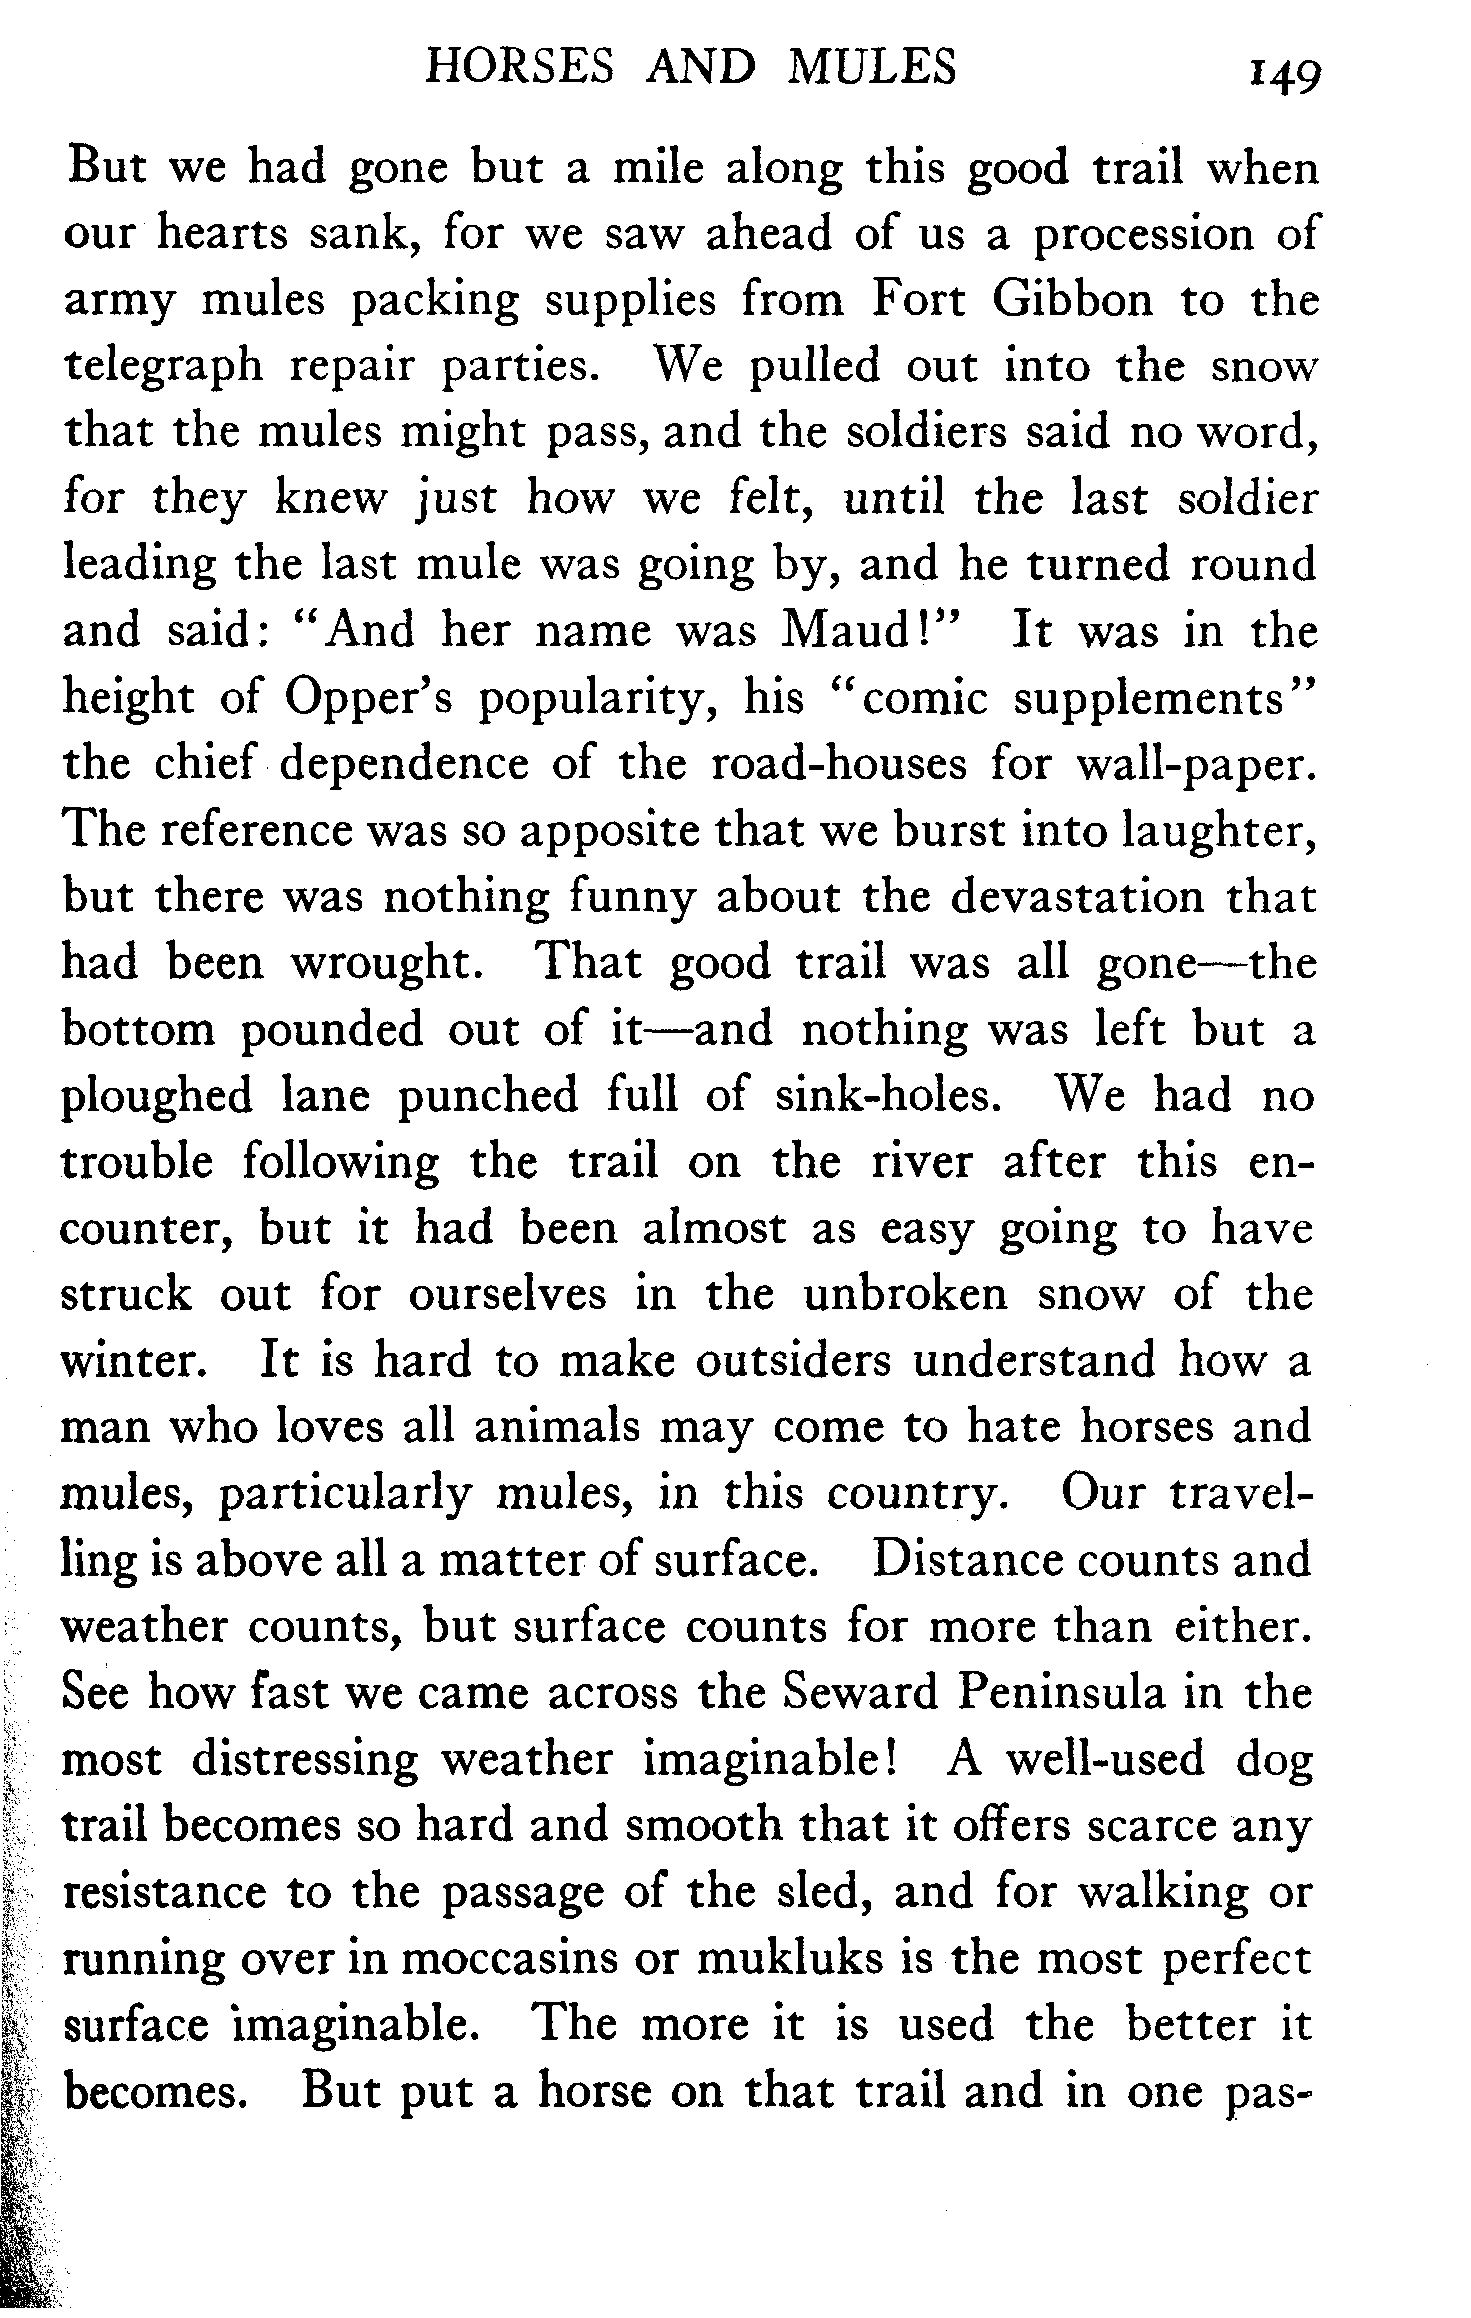 HORSES AND MULES 149
But we had gone but a mile along this good trail when
our hearts sank, for we saw ahead of us a procession of
army mules packing supplies from Fort Gibbon to the
telegraph repair parties. We pulled out into the snow
that the mules might pass, and the soldiers said no word,
for they knew just how we felt, until the last soldier
leading the last mule was going by, and he turned round
and said: “And her name was Maud!” It was in the
height of Opper’s popularity, his “comic supplements”
the chief dependence of the road-houses for wall-paper.
The reference was so apposite that we burst into laughter,
but there was nothing funny about the devastation that
had been wrought. That good trail was all gone—the
bottom pounded out of it—and nothing was left but a
ploughed lane punched full of sink-holes. We had no
trouble following the trail on the river after this en-
counter, but it had been almost as easy going to have
struck out for ourselves in the unbroken snow of the
winter. It is hard to make outsiders understand how a
man who loves all animals may come to hate horses and
mules, particularly mules, in this country. Our travel-
ling is above all a matter of surface. Distance counts and
weather counts, but surface counts for more than either.
See how fast we came across the Seward Peninsula in the
most distressing weather imaginable! A well-used dog
trail becomes so hard and smooth that it offers scarce any
resistance to the passage of the sled, and for walking or
running over in moccasins or mukluks is the most perfect
surface imaginable. The more it is used the better it
becomes. But put a horse on that trail and in one pas-